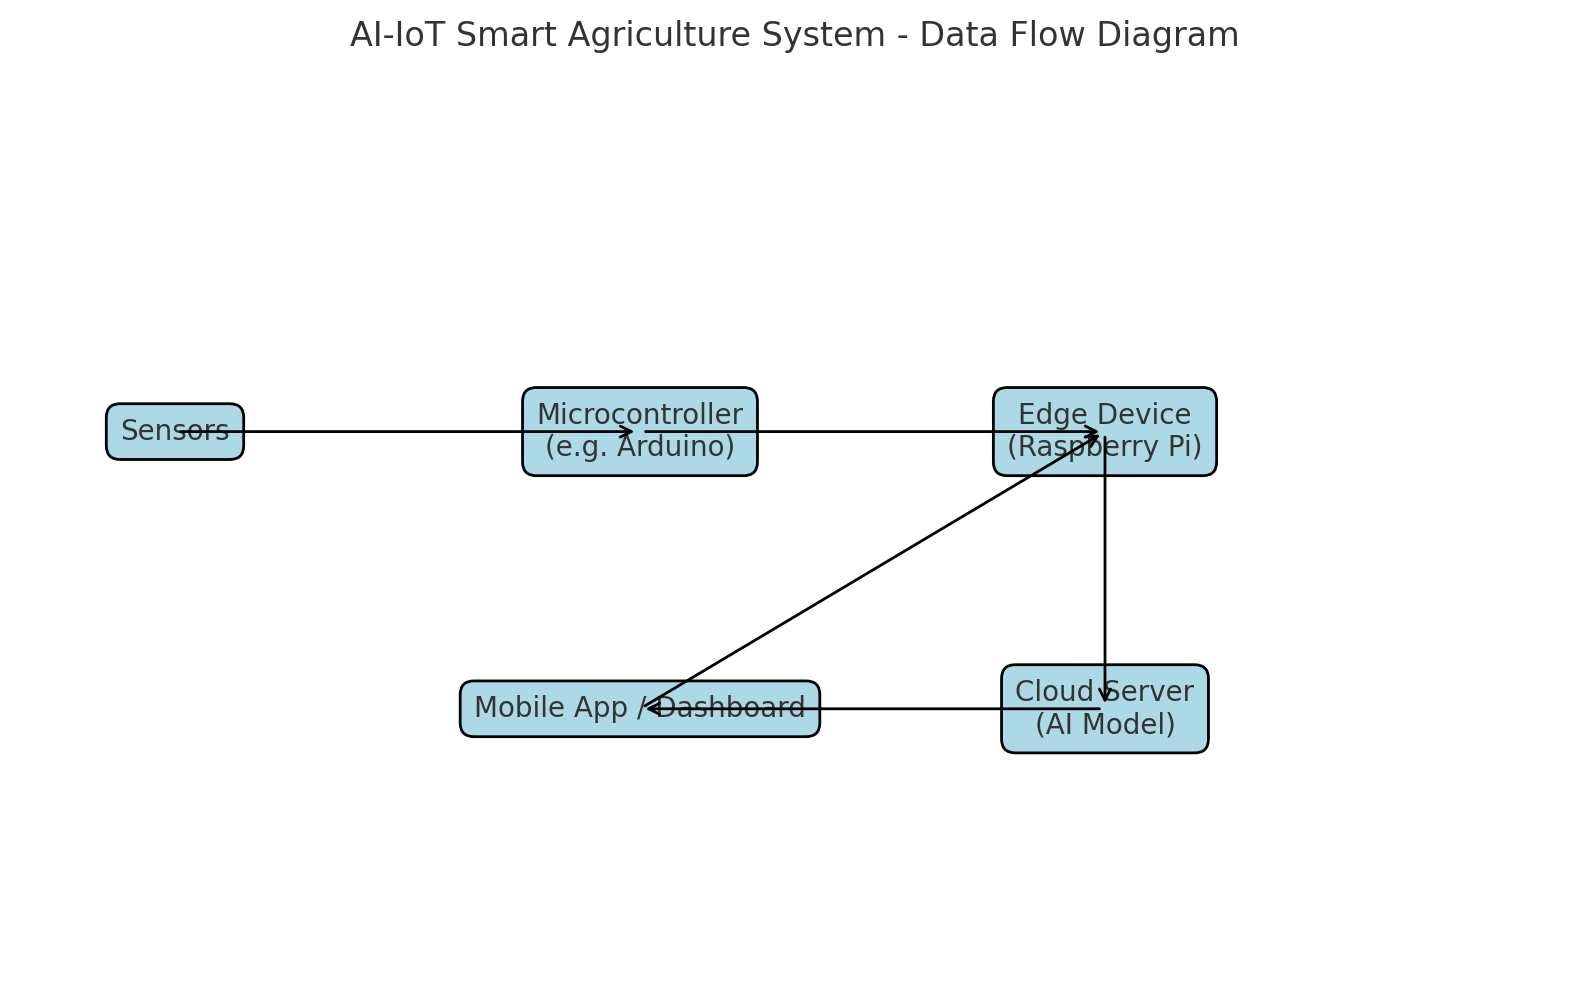 AI-IoT Smart Agriculture System - Data Flow Diagram
Sensors
Microcontroller
(e.g. Arduino)
Edge Device
(Raspberry Pi)
Mobile App / Dashboard
Cloud Server
(AI Model)